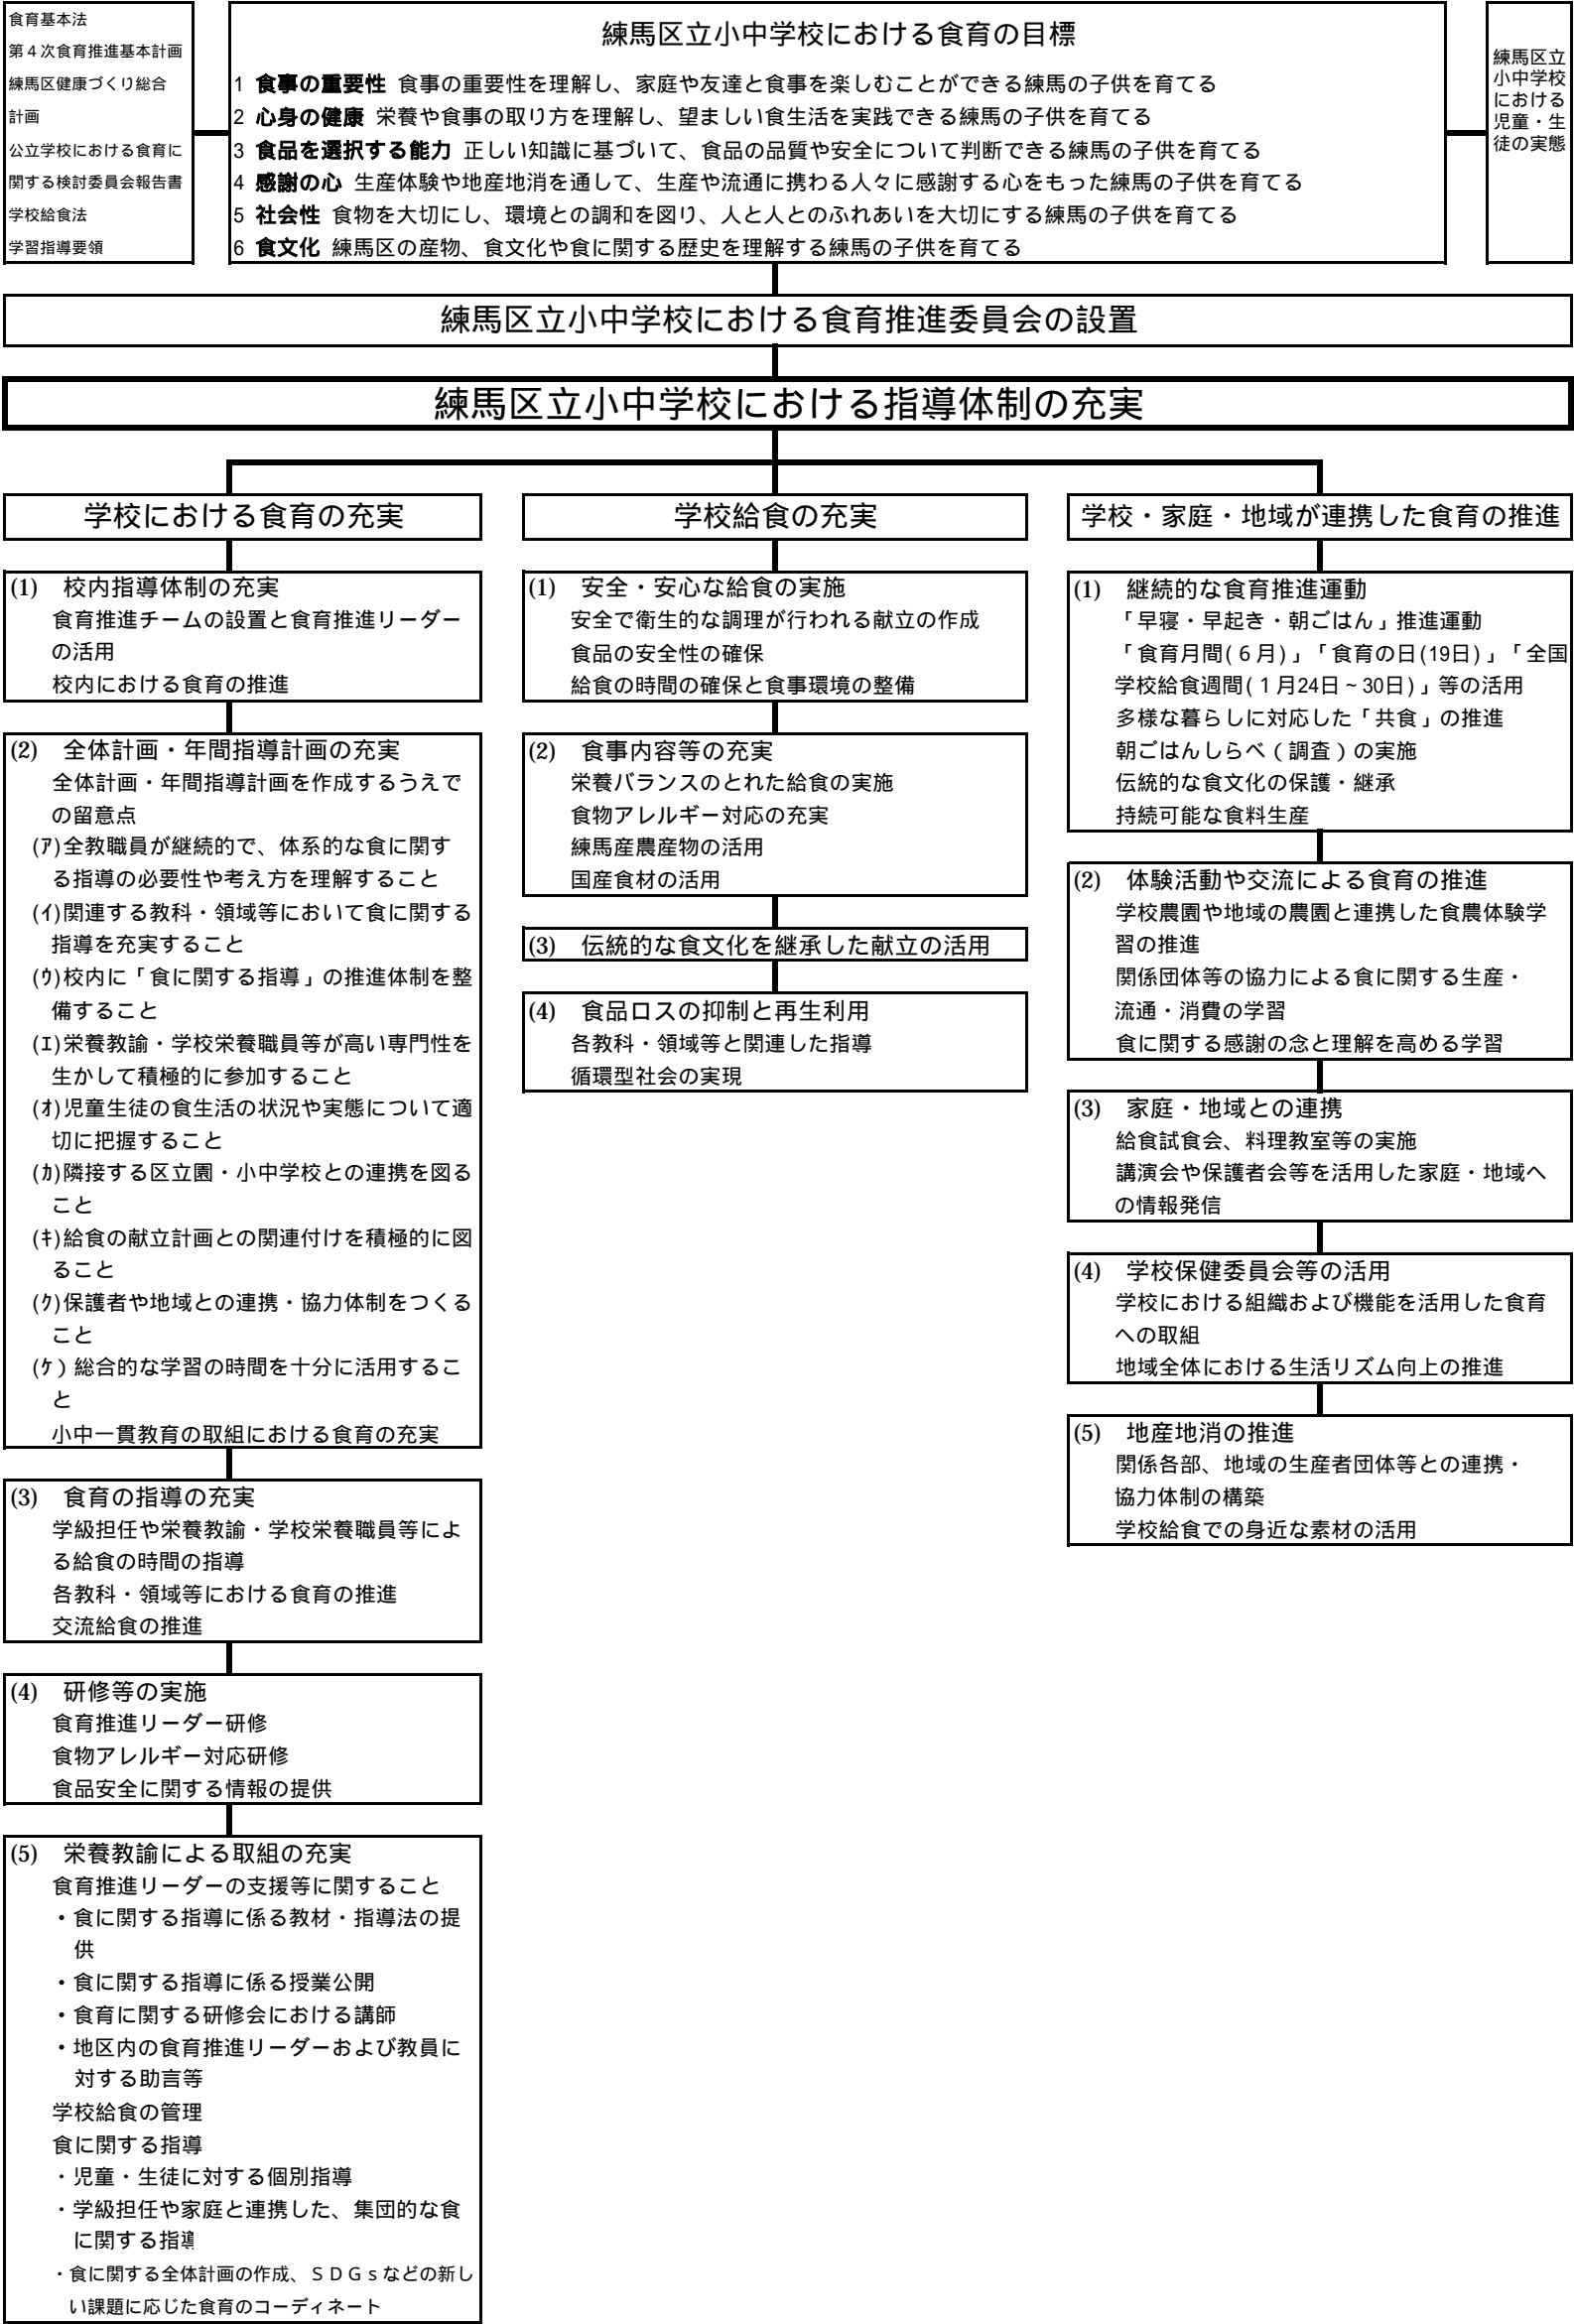 食育基本法
第４次食育推進基本計画
練馬区健康づくり総合
計画
公立学校における食育に
関する検討委員会報告書
学校給食法
学習指導要領
練馬区立小中学校における食育の目標
1 食事の重要性 食事の重要性を理解し、家庭や友達と食事を楽しむことができる練馬の子供を育てる
2 心身の健康 栄養や食事の取り方を理解し、望ましい食生活を実践できる練馬の子供を育てる
3 食品を選択する能力 正しい知識に基づいて、食品の品質や安全について判断できる練馬の子供を育てる
4 感謝の心 生産体験や地産地消を通して、生産や流通に携わる人々に感謝する心をもった練馬の子供を育てる
5 社会性 食物を大切にし、環境との調和を図り、人と人とのふれあいを大切にする練馬の子供を育てる
6 食文化 練馬区の産物、食文化や食に関する歴史を理解する練馬の子供を育てる
練馬区立
小中学校
における
児童・生
徒の実態
練馬区立小中学校における食育推進委員会の設置
練馬区立小中学校における指導体制の充実
学校における食育の充実
(1) 校内指導体制の充実
食育推進チームの設置と食育推進リーダー
の活用
校内における食育の推進
(2) 全体計画・年間指導計画の充実
全体計画・年間指導計画を作成するうえで
の留意点
(ｱ)全教職員が継続的で、体系的な食に関す
る指導の必要性や考え方を理解すること
(ｲ)関連する教科・領域等において食に関する
指導を充実すること
(ｳ)校内に「食に関する指導」の推進体制を整
備すること
(ｴ)栄養教諭・学校栄養職員等が高い専門性を
生かして積極的に参加すること
(ｵ)児童生徒の食生活の状況や実態について適
切に把握すること
(ｶ)隣接する区立園・小中学校との連携を図る
こと
(ｷ)給食の献立計画との関連付けを積極的に図
ること
(ｸ)保護者や地域との連携・協力体制をつくる
こと
(ｹ）総合的な学習の時間を十分に活用するこ
と
小中一貫教育の取組における食育の充実
(3) 食育の指導の充実
学級担任や栄養教諭・学校栄養職員等によ
る給食の時間の指導
各教科・領域等における食育の推進
交流給食の推進
(4) 研修等の実施
食育推進リーダー研修
食物アレルギー対応研修
食品安全に関する情報の提供
(5) 栄養教諭による取組の充実
食育推進リーダーの支援等に関すること
・食に関する指導に係る教材・指導法の提
供
・食に関する指導に係る授業公開
・食育に関する研修会における講師
・地区内の食育推進リーダーおよび教員に
対する助言等
学校給食の管理
食に関する指導
・児童・生徒に対する個別指導
・学級担任や家庭と連携した、集団的な食
に関する指導
・食に関する全体計画の作成、ＳＤＧｓなどの新し
い課題に応じた食育のコーディネート
学校給食の充実
(1) 安全・安心な給食の実施
安全で衛生的な調理が行われる献立の作成
食品の安全性の確保
給食の時間の確保と食事環境の整備
(2) 食事内容等の充実
栄養バランスのとれた給食の実施
食物アレルギー対応の充実
練馬産農産物の活用
国産食材の活用
(3) 伝統的な食文化を継承した献立の活用
(4) 食品ロスの抑制と再生利用
各教科・領域等と関連した指導
循環型社会の実現
学校・家庭・地域が連携した食育の推進
(1) 継続的な食育推進運動
「早寝・早起き・朝ごはん」推進運動
「食育月間(６月)」「食育の日(19日)」「全国
学校給食週間(１月24日～30日)」等の活用
多様な暮らしに対応した「共食」の推進
朝ごはんしらべ（調査）の実施
伝統的な食文化の保護・継承
持続可能な食料生産
(2) 体験活動や交流による食育の推進
学校農園や地域の農園と連携した食農体験学
習の推進
関係団体等の協力による食に関する生産・
流通・消費の学習
食に関する感謝の念と理解を高める学習
(3) 家庭・地域との連携
給食試食会、料理教室等の実施
講演会や保護者会等を活用した家庭・地域へ
の情報発信
(4) 学校保健委員会等の活用
学校における組織および機能を活用した食育
への取組
地域全体における生活リズム向上の推進
(5) 地産地消の推進
関係各部、地域の生産者団体等との連携・
協力体制の構築
学校給食での身近な素材の活用